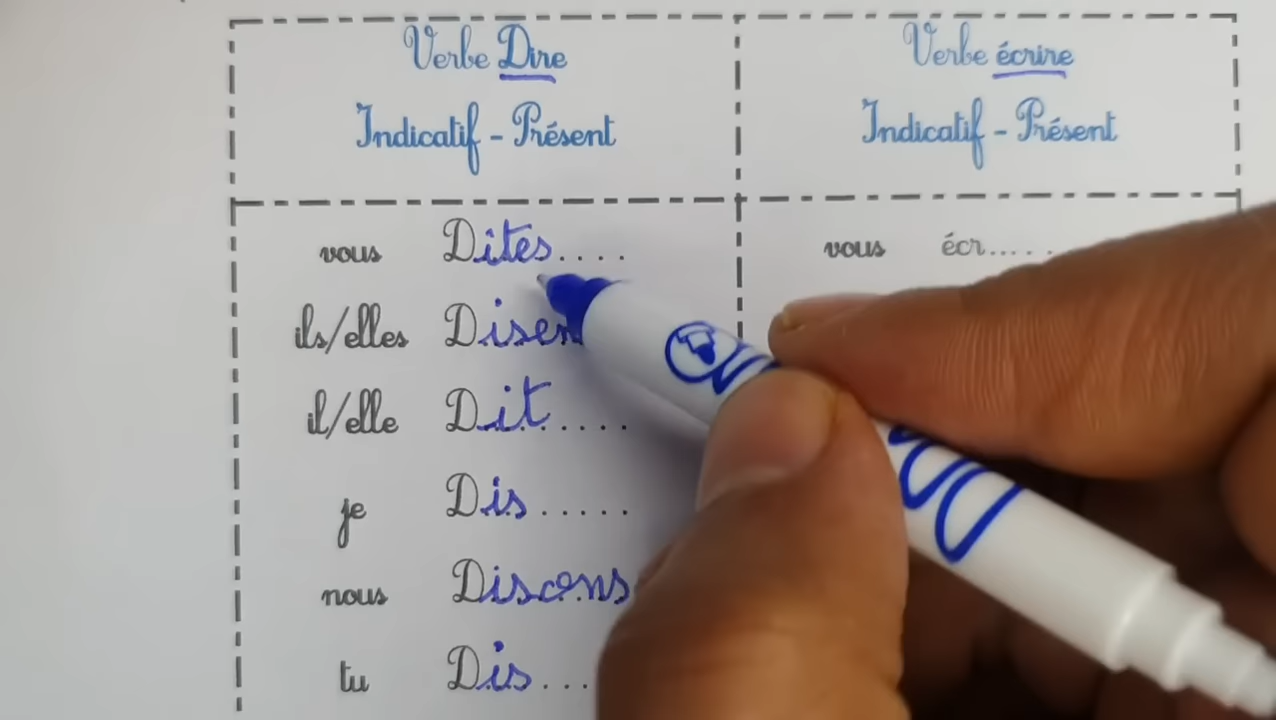 Verbe Dire
Indicatif - Présent
Verbe écrire
Indicatif - Présent
vous Dites....
ils/elles Disen
il/elle Dit.....
je Dis.....
nous Disons
tu Dis...
vous écr.....